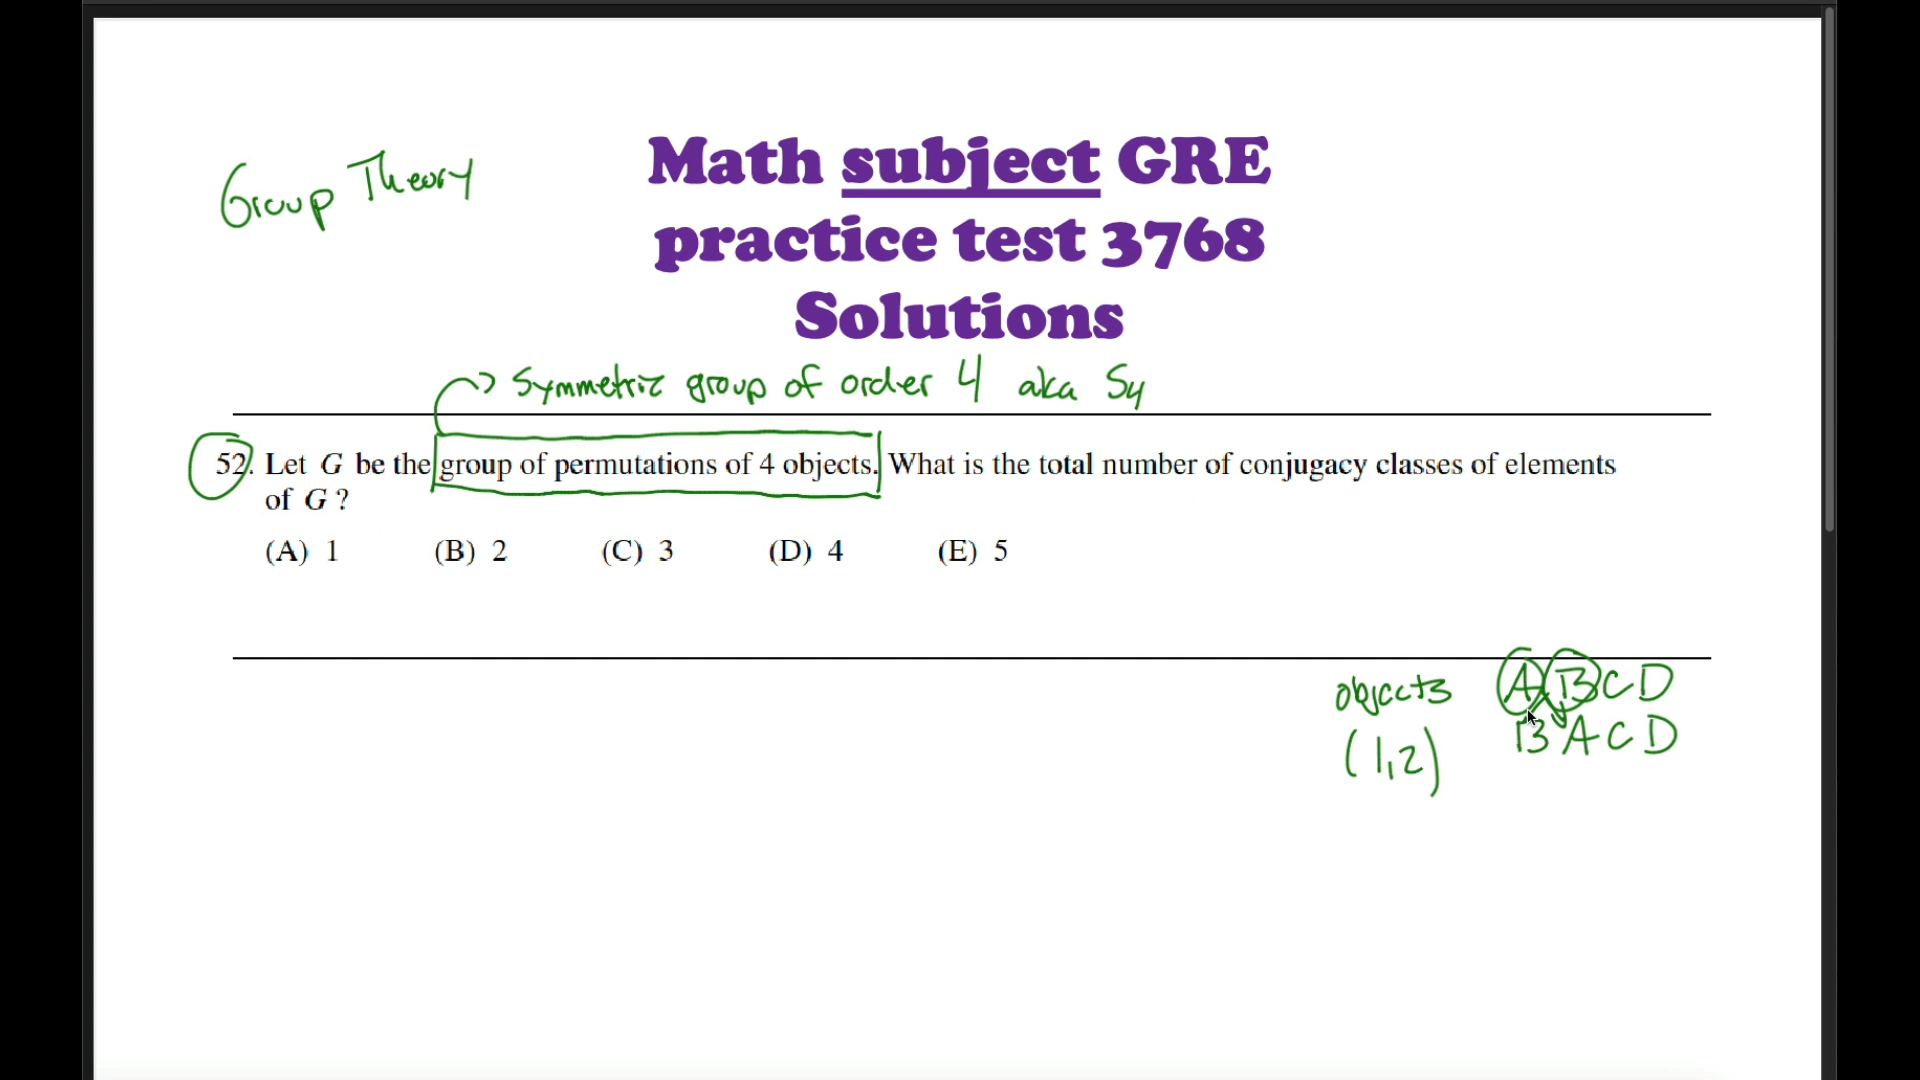 Group Theory
Math subject GRE
practice test 3768
Solutions
Symmetric group of order 4 aka S4
52. Let G be the group of permutations of 4 objects. What is the total number of conjugacy classes of elements
of G ?
(A) 1 (B) 2 (C) 3 (D) 4 (E) 5
objects A B C D
(1,2) B A C D